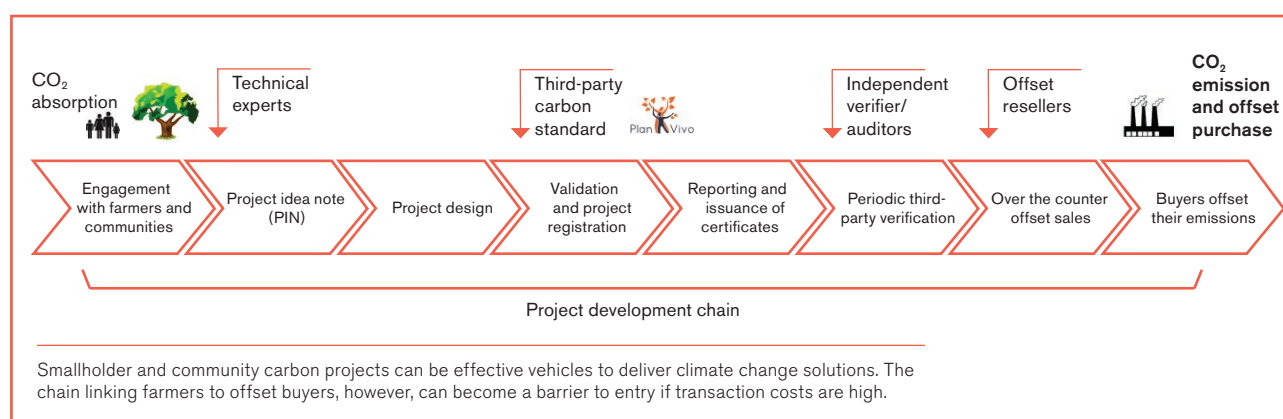 CO₂
absorption
Technical
experts
Third-party
carbon
standard
Plan Vivo
Independent
verifier/
auditors
Offset
resellers
CO₂
emission
and offset
purchase
Engagement
with farmers and
communities
Project idea note
(PIN)
Project design
Validation
and project
registration
Reporting and
issuance of
certificates
Periodic third-
party verification
Over the counter
offset sales
Buyers offset
their emissions
Project development chain
Smallholder and community carbon projects can be effective vehicles to deliver climate change solutions. The
chain linking farmers to offset buyers, however, can become a barrier to entry if transaction costs are high.